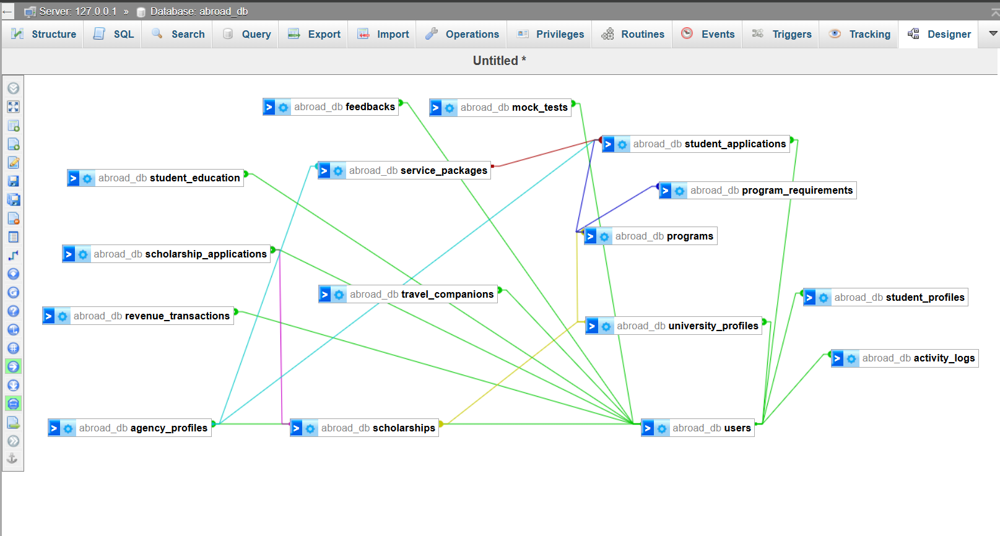 Server: 127.0.0.1 » Database: abroad_db
Structure SQL Search Query Export Import Operations Privileges Routines Events Triggers Tracking Designer
Untitled *
abroad_db feedbacks
abroad_db mock_tests
abroad_db student_applications
abroad_db service_packages
abroad_db student_education
abroad_db program_requirements
abroad_db programs
abroad_db scholarship_applications
abroad_db travel_companions
abroad_db student_profiles
abroad_db revenue_transactions
abroad_db university_profiles
abroad_db activity_logs
abroad_db agency_profiles
abroad_db scholarships
abroad_db users